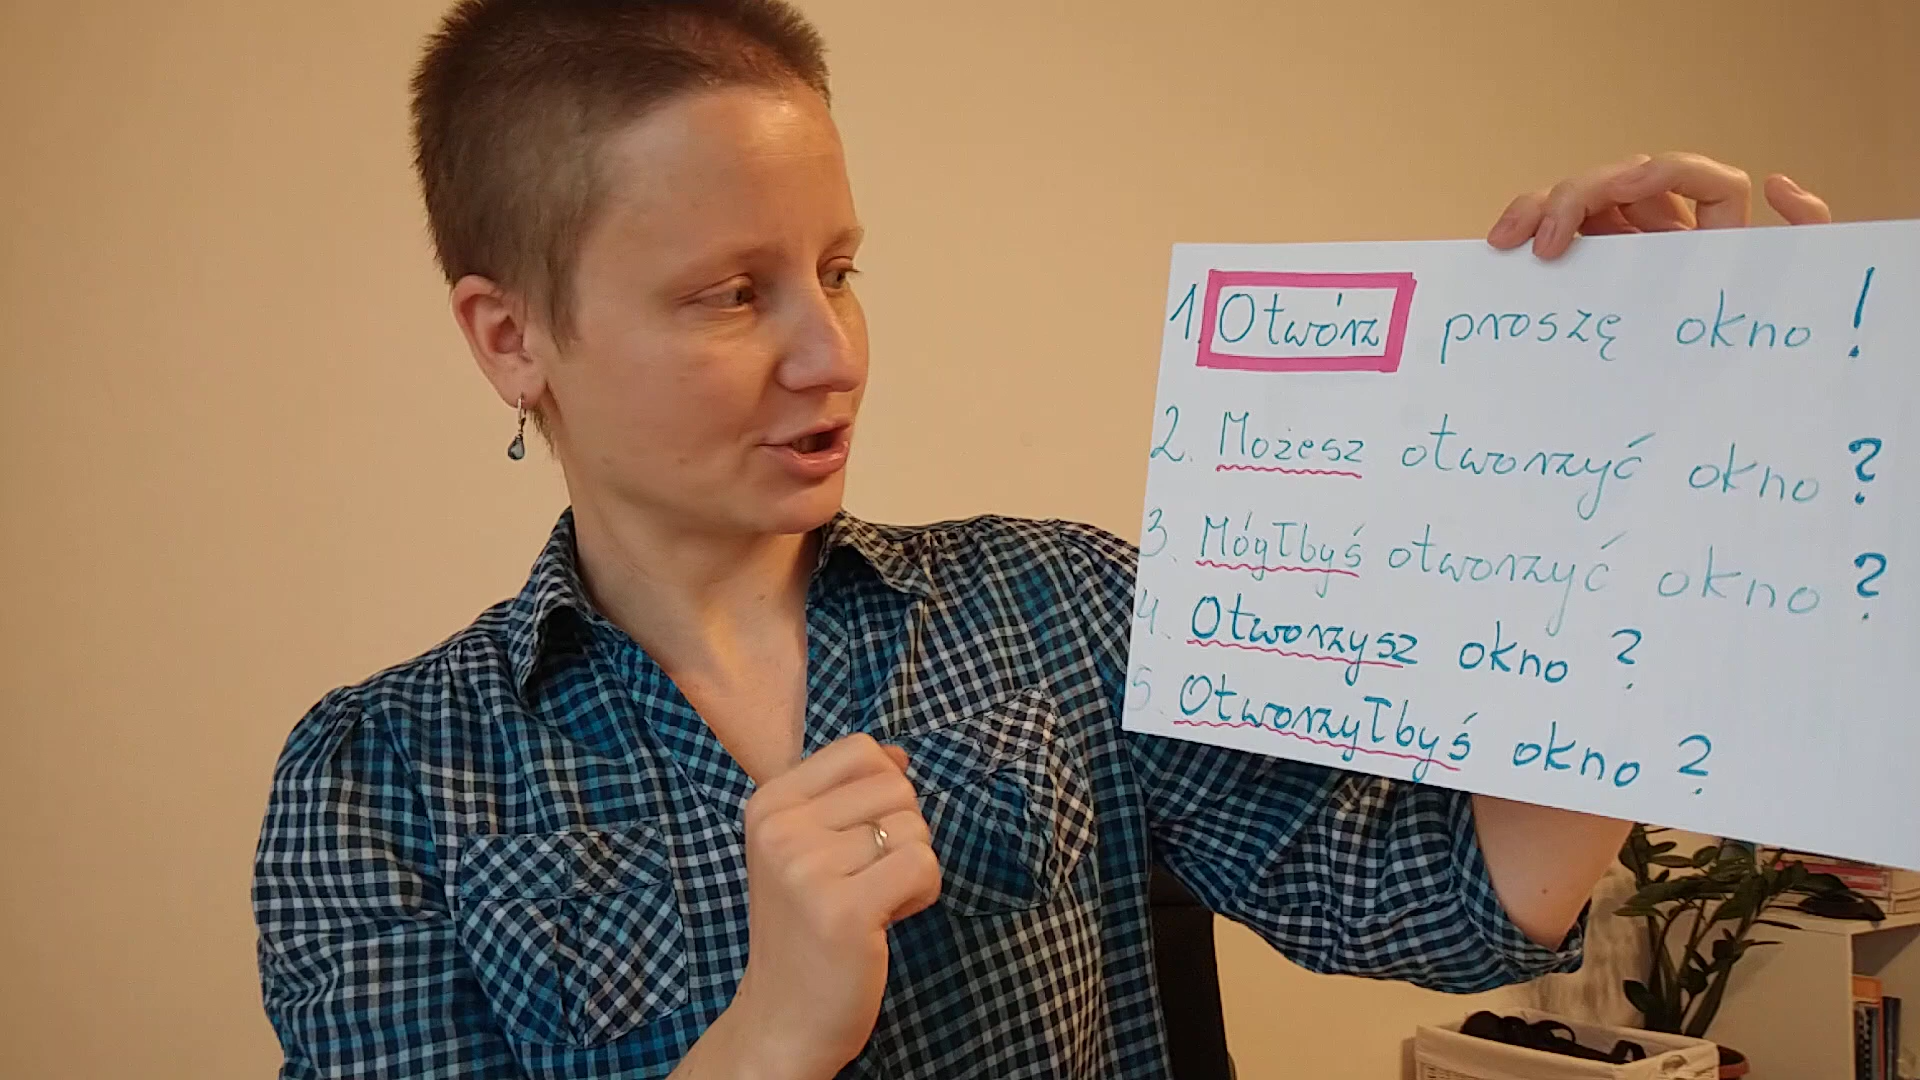 1. Otwórz proszę okno!
2. Możesz otworzyć okno?
3. Mógłbyś otworzyć okno?
4. Otworzysz okno?
5. Otworzyłbyś okno?